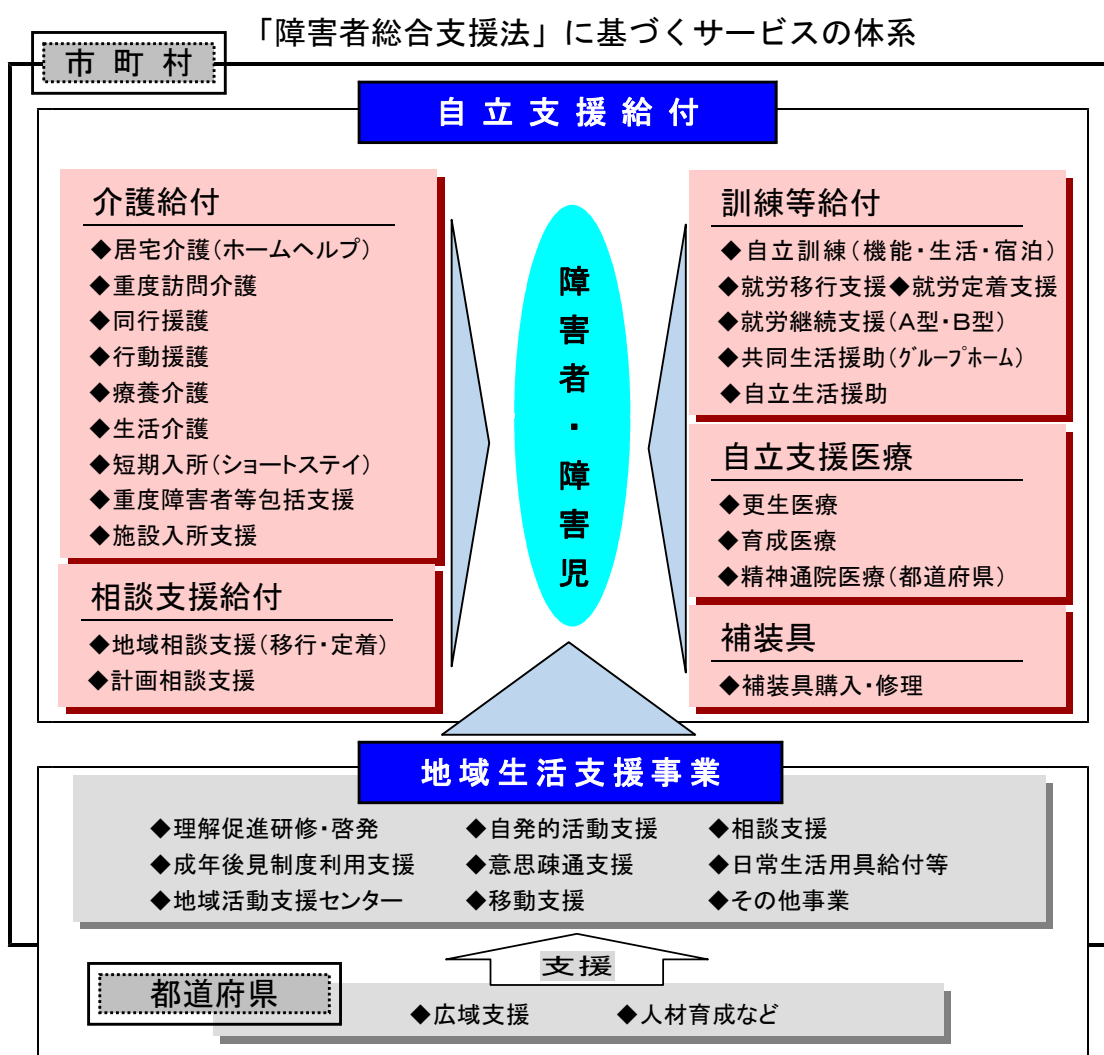 「障害者総合支援法」に基づくサービスの体系
市町村
自立支援給付
介護給付
◆居宅介護(ホームヘルプ)
◆重度訪問介護
◆同行援護
◆行動援護
◆療養介護
◆生活介護
◆短期入所(ショートステイ)
◆重度障害者等包括支援
◆施設入所支援
相談支援給付
◆地域相談支援(移行・定着)
◆計画相談支援
障害者・障害児
訓練等給付
◆自立訓練(機能・生活・宿泊)
◆就労移行支援◆就労定着支援
◆就労継続支援(A型・B型)
◆共同生活援助(グループホーム)
◆自立生活援助
自立支援医療
◆更生医療
◆育成医療
◆精神通院医療(都道府県)
補装具
◆補装具購入・修理
地域生活支援事業
◆理解促進研修・啓発 ◆自発的活動支援 ◆相談支援
◆成年後見制度利用支援 ◆意思疎通支援 ◆日常生活用具給付等
◆地域活動支援センター ◆移動支援 ◆その他事業
支援
都道府県
◆広域支援 ◆人材育成など